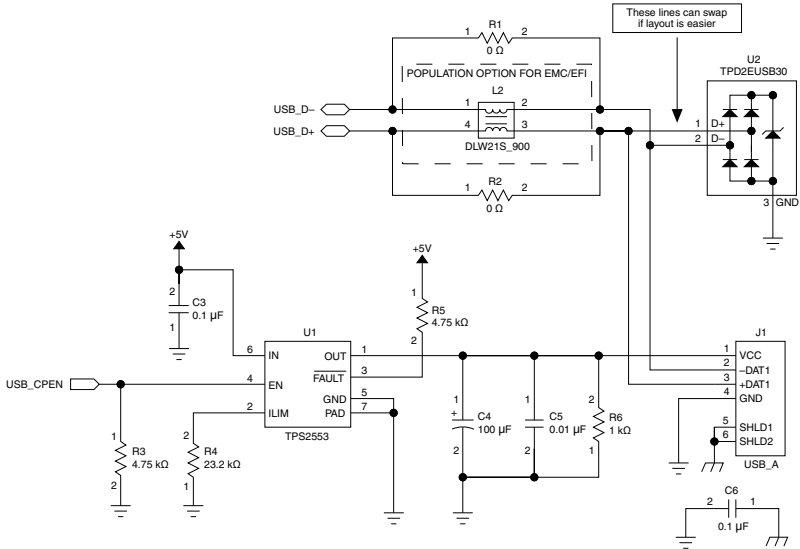 These lines can swap
if layout is easier
R1
1 2
0 Ω
POPULATION OPTION FOR EMC/EFI
L2
USB_D– 1 2
USB_D+ 4 3
DLW21S_900
1 R2 2
0 Ω
U2
TPD2EUSB30
1 D+
2 D–
3 GND
+5V
2
C3
0.1 µF
1
+5V
1
R5
4.75 kΩ
2
U1
6 IN OUT 1
FAULT 3
USB_CPEN 4 EN
GND 5
2 ILIM PAD 7
TPS2553
1
R3
4.75 kΩ
2
2
R4
23.2 kΩ
1
1
+
C4
100 µF
2
1
C5
0.01 µF
2
2
R6
1 kΩ
1
J1
1 VCC
2 –DAT1
3 +DAT1
4 GND
5 SHLD1
6 SHLD2
USB_A
C6
2 1
0.1 µF